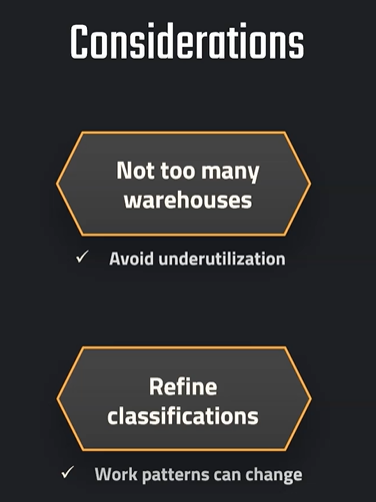 Considerations
Not too many
warehouses
✓ Avoid underutilization
Refine
classifications
✓ Work patterns can change